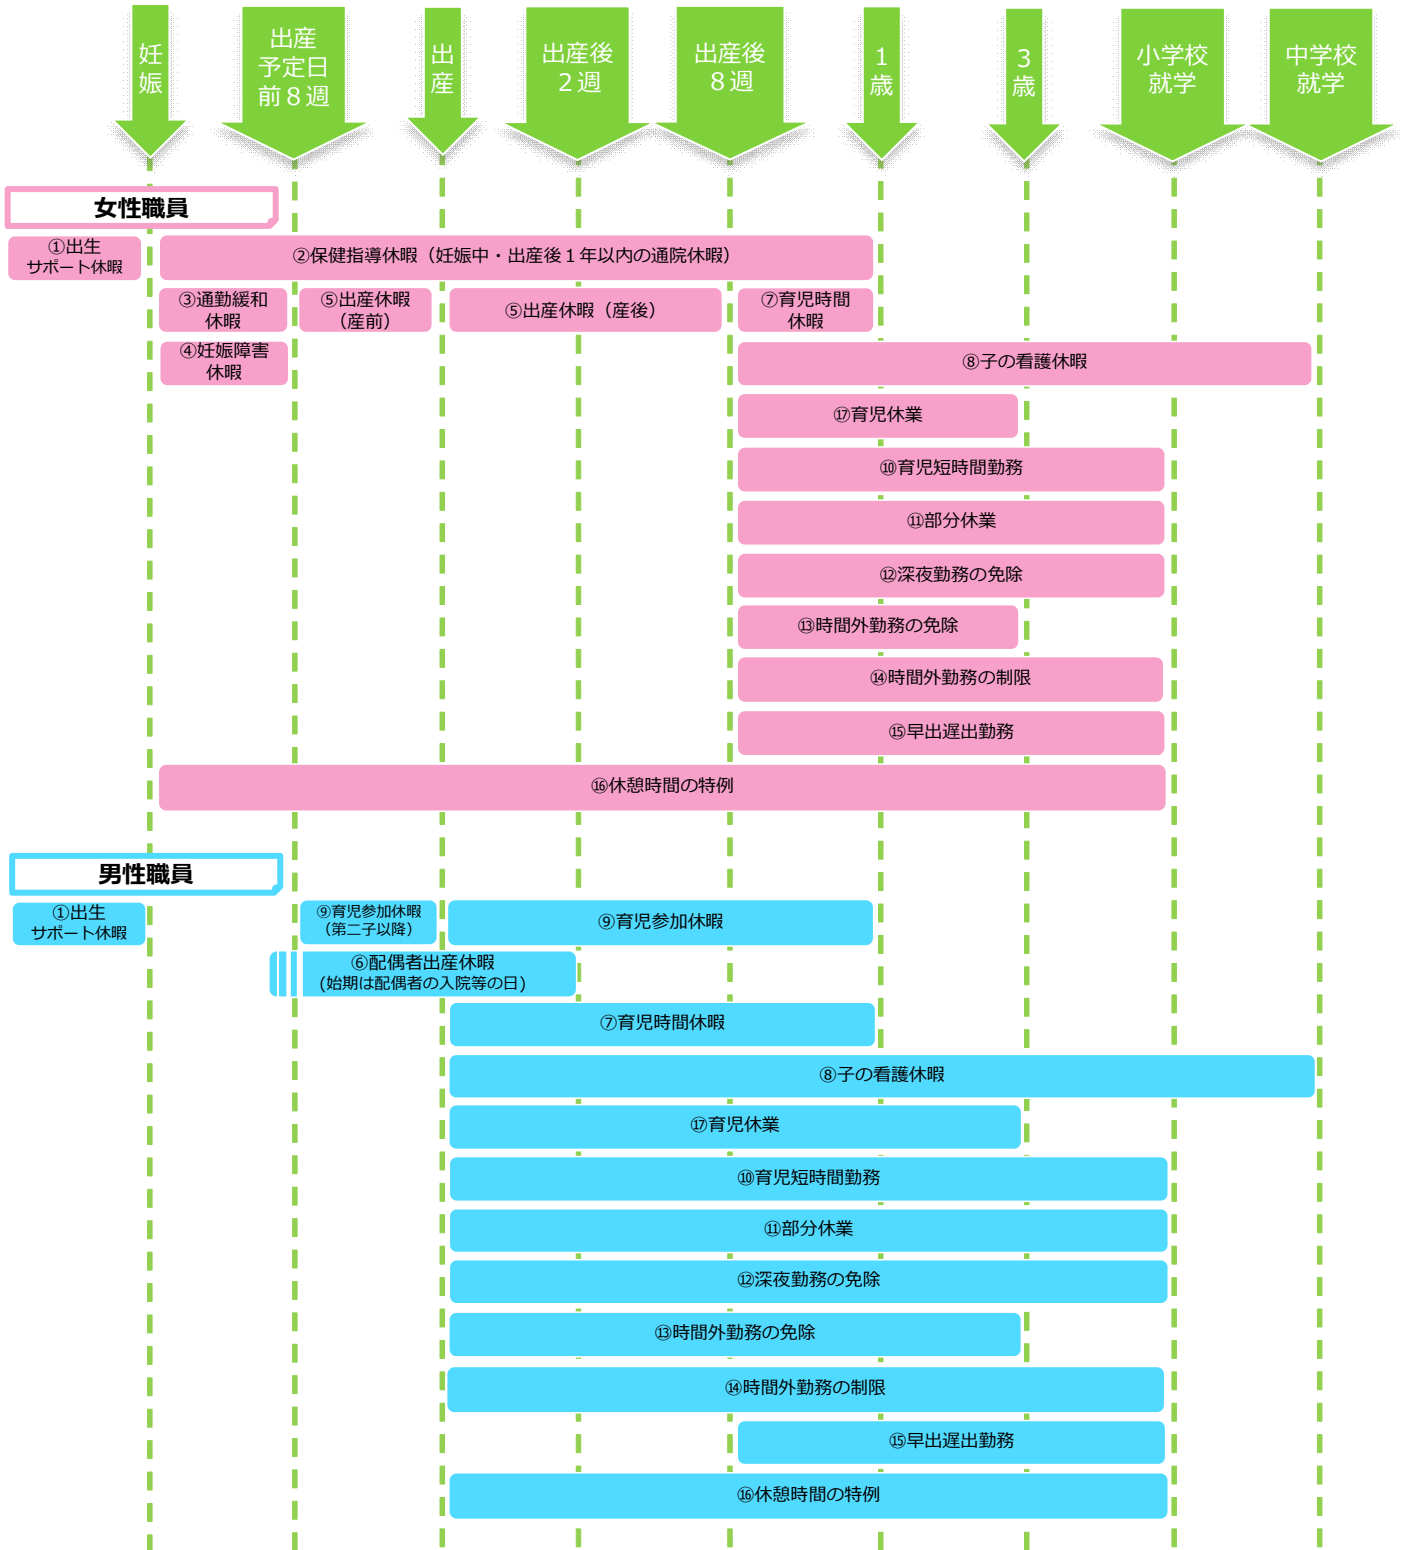 妊
娠
出産
予定日
前８週
出
産
出産後
２週
出産後
８週
１
歳
３
歳
小学校
就学
中学校
就学
女性職員
①出生
サポート休暇
②保健指導休暇（妊娠中・出産後１年以内の通院休暇）
③通勤緩和
休暇
⑤出産休暇
（産前）
⑤出産休暇（産後）
⑦育児時間
休暇
④妊娠障害
休暇
⑧子の看護休暇
⑰育児休業
⑩育児短時間勤務
⑪部分休業
⑫深夜勤務の免除
⑬時間外勤務の免除
⑭時間外勤務の制限
⑮早出遅出勤務
⑯休憩時間の特例
男性職員
①出生
サポート休暇
⑨育児参加休暇
（第二子以降）
⑨育児参加休暇
⑥配偶者出産休暇
(始期は配偶者の入院等の日)
⑦育児時間休暇
⑧子の看護休暇
⑰育児休業
⑩育児短時間勤務
⑪部分休業
⑫深夜勤務の免除
⑬時間外勤務の免除
⑭時間外勤務の制限
⑮早出遅出勤務
⑯休憩時間の特例